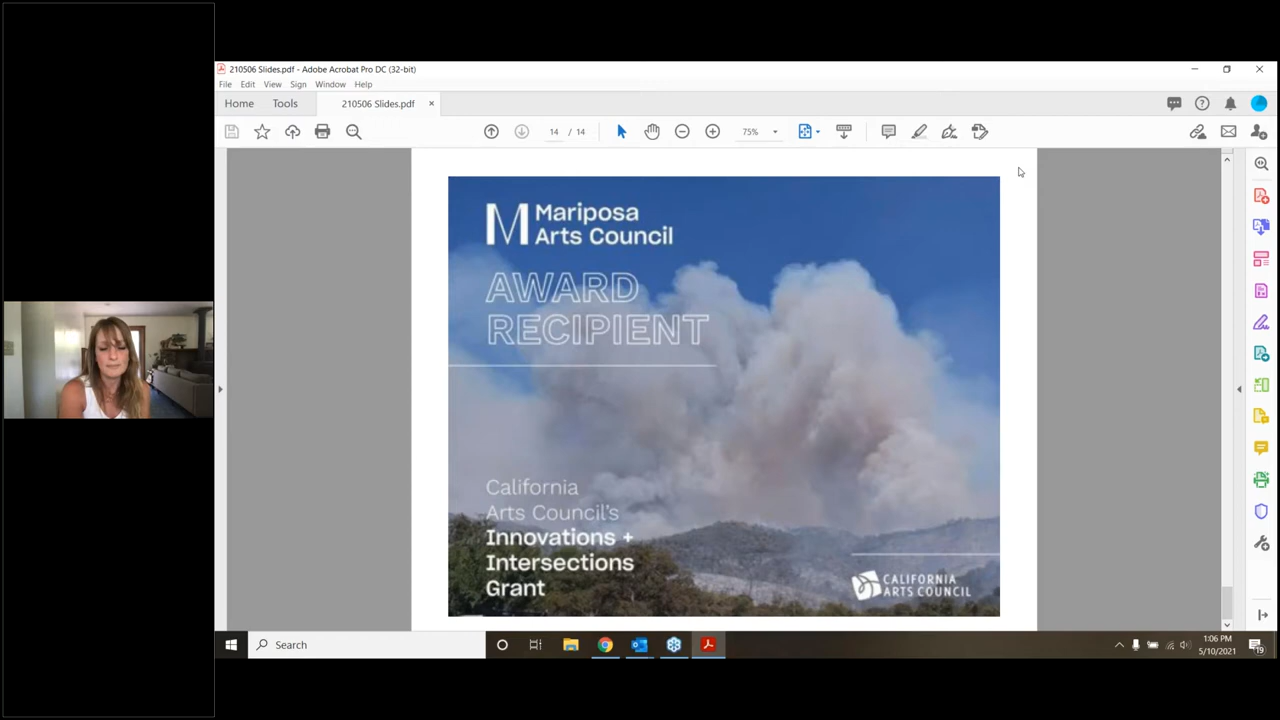 210506 Slides.pdf - Adobe Acrobat Pro DC (32-bit)
File Edit View Sign Window Help
Home Tools 210506 Slides.pdf ×
14 / 14 75%
M Mariposa
Arts Council
AWARD
RECIPIENT
California
Arts Council's
Innovations +
Intersections
Grant
CALIFORNIA
ARTS COUNCIL
Search
1:06 PM
5/10/2021
19